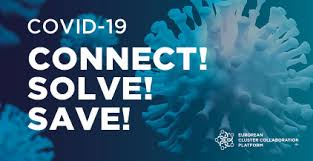 COVID-19
CONNECT!
SOLVE!
SAVE!
EUROPEAN
CLUSTER COLLABORATION
PLATFORM